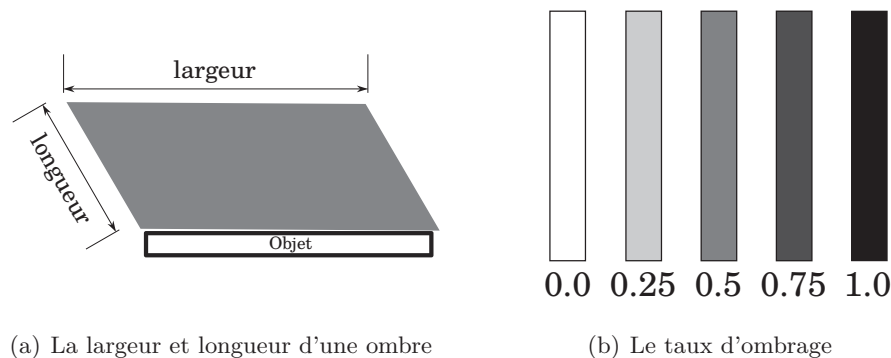 largeur
longueur
Objet
0.0 0.25 0.5 0.75 1.0
(a) La largeur et longueur d'une ombre
(b) Le taux d'ombrage